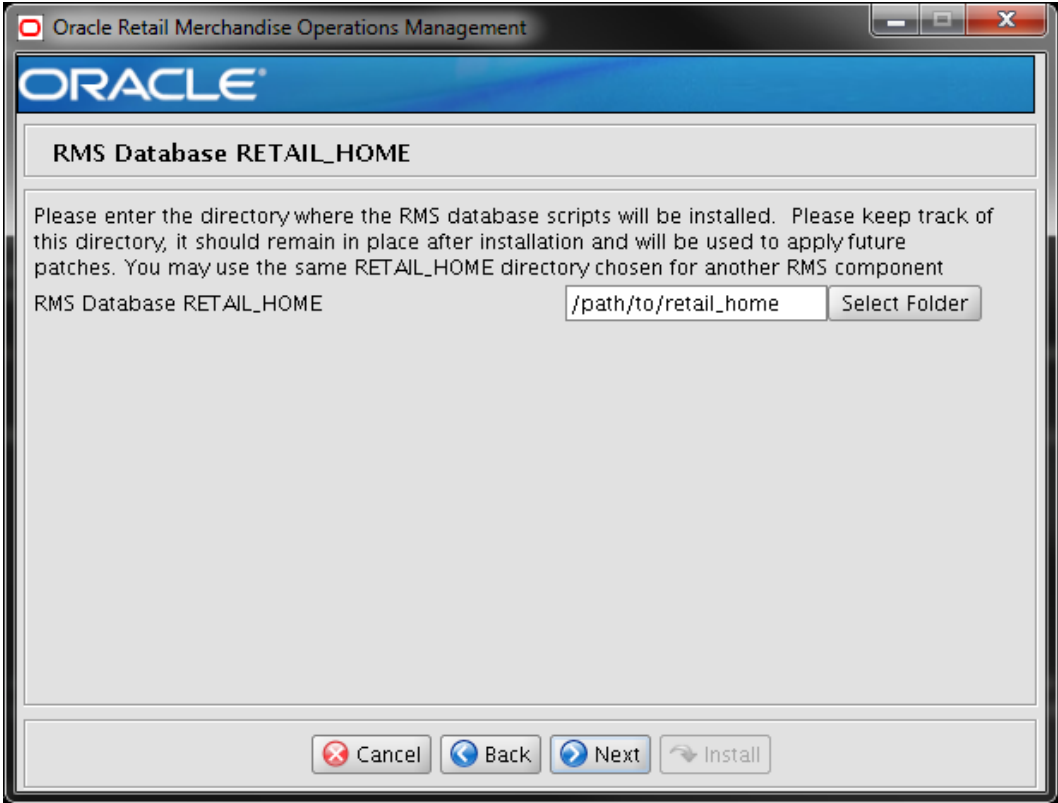 Oracle Retail Merchandise Operations Management
ORACLE
RMS Database RETAIL_HOME
Please enter the directory where the RMS database scripts will be installed.  Please keep track of
this directory, it should remain in place after installation and will be used to apply future
patches. You may use the same RETAIL_HOME directory chosen for another RMS component
RMS Database RETAIL_HOME /path/to/retail_home Select Folder
Cancel Back Next Install